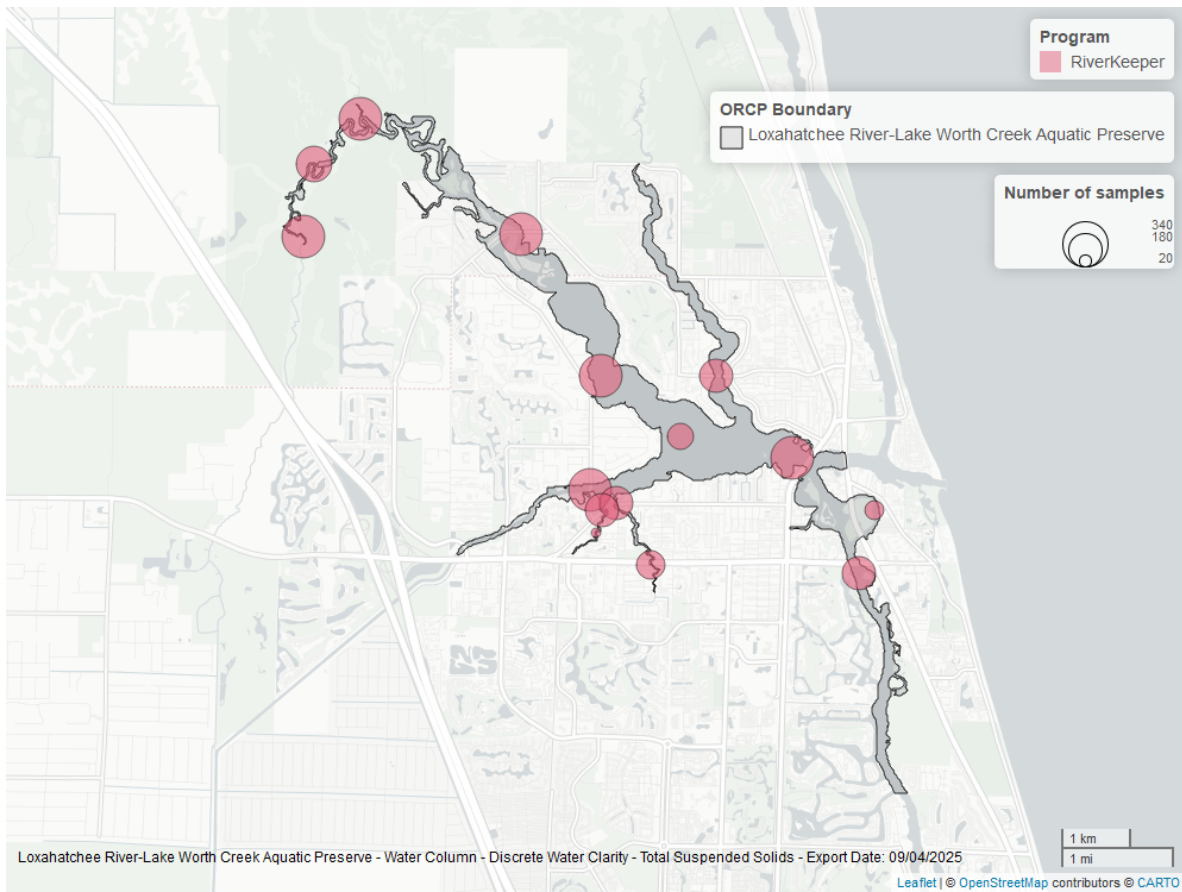 Program
RiverKeeper
ORCP Boundary
Loxahatchee River-Lake Worth Creek Aquatic Preserve
Number of samples
340
180
20
1 km
1 mi
Loxahatchee River-Lake Worth Creek Aquatic Preserve - Water Column - Discrete Water Clarity - Total Suspended Solids - Export Date: 09/04/2025
Leaflet | © OpenStreetMap contributors © CARTO